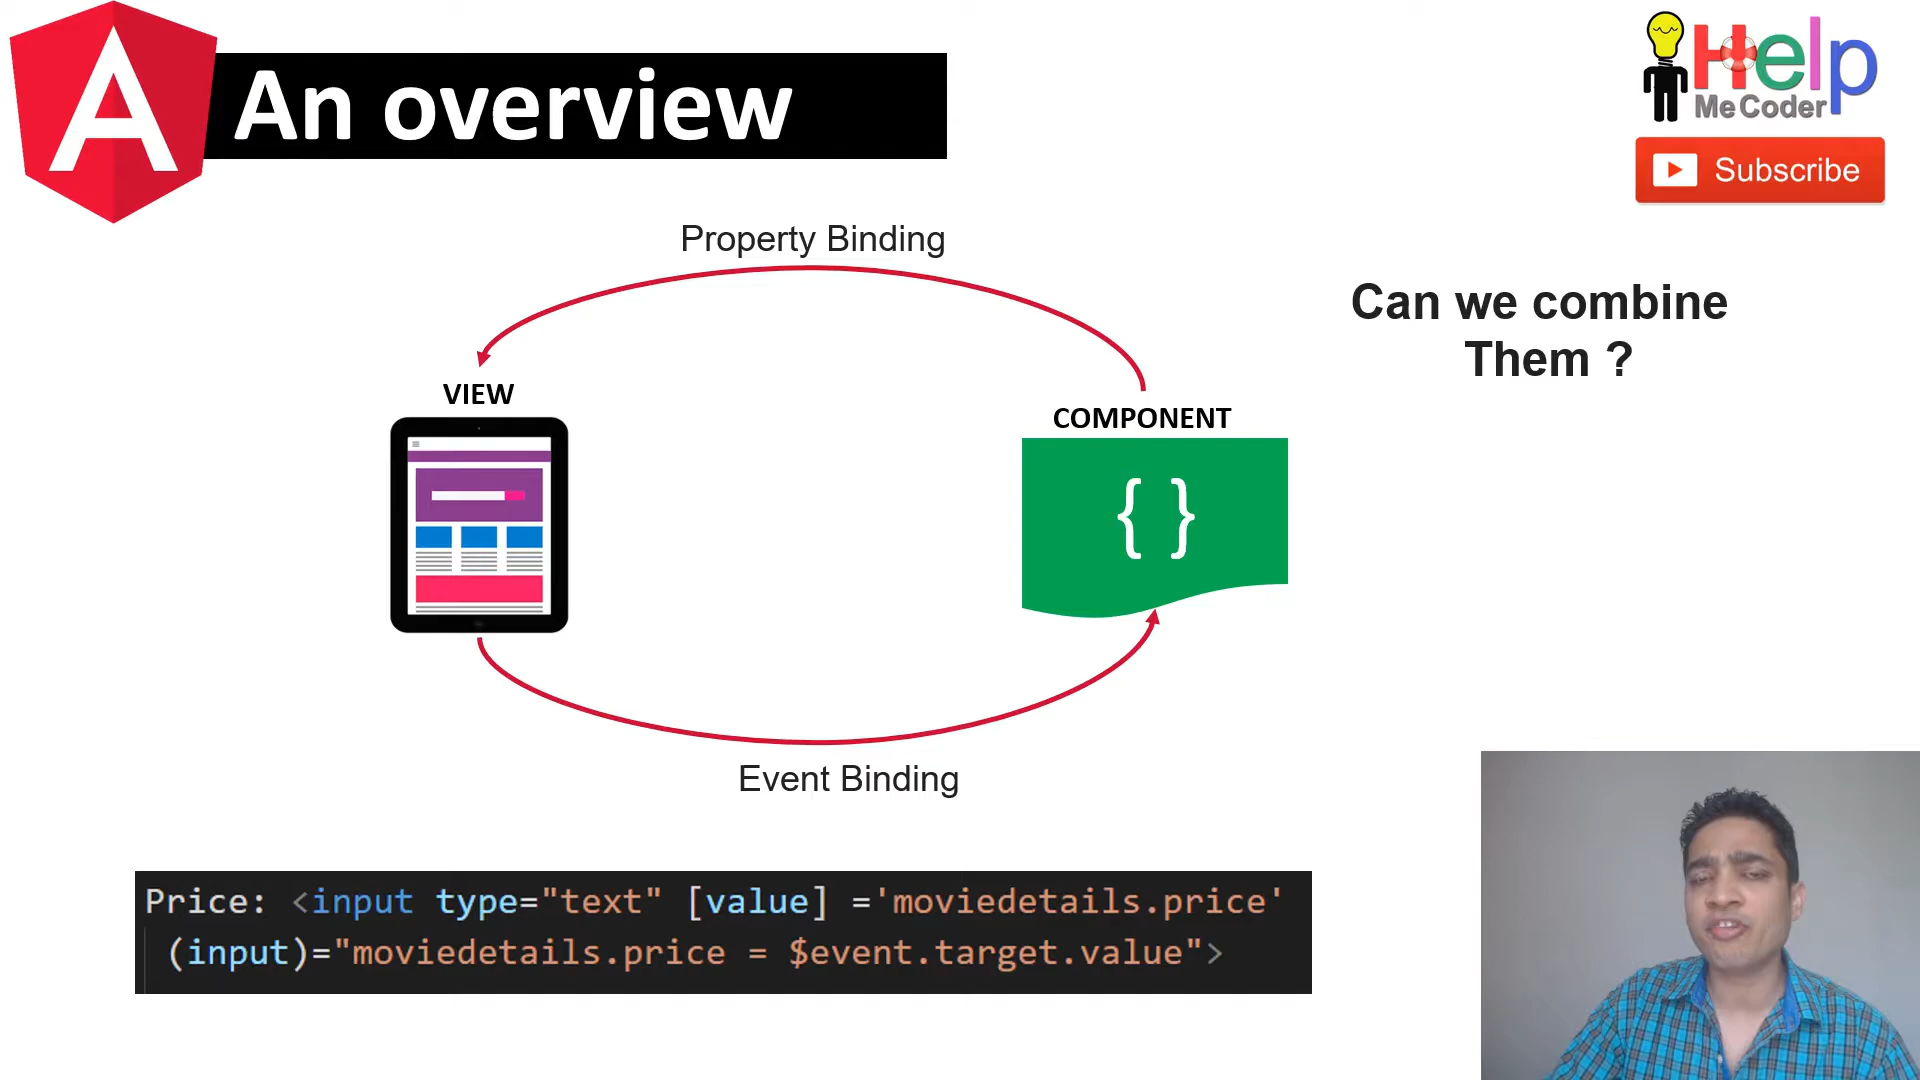 An overview
Help
Me Coder
Subscribe
Property Binding
Can we combine
Them ?
VIEW
COMPONENT
{ }
Event Binding
Price: <input type="text" [value] ='moviedetails.price'
(input)="moviedetails.price = $event.target.value">